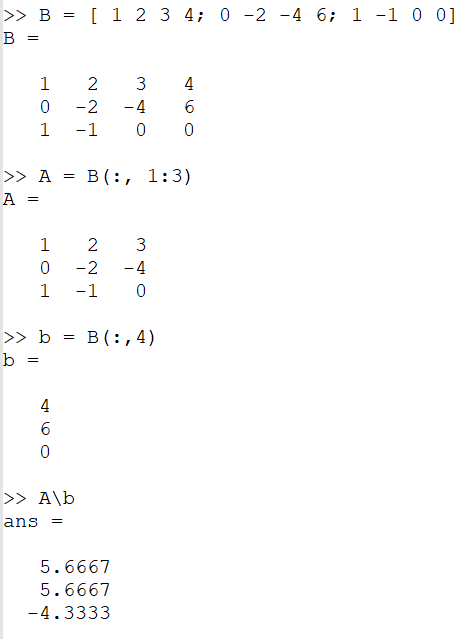 >> B = [ 1 2 3 4; 0 -2 -4 6; 1 -1 0 0]
B =
1 2 3 4
0 -2 -4 6
1 -1 0 0
>> A = B(:, 1:3)
A =
1 2 3
0 -2 -4
1 -1 0
>> b = B(:,4)
b =
4
6
0
>> A\b
ans =
5.6667
5.6667
-4.3333